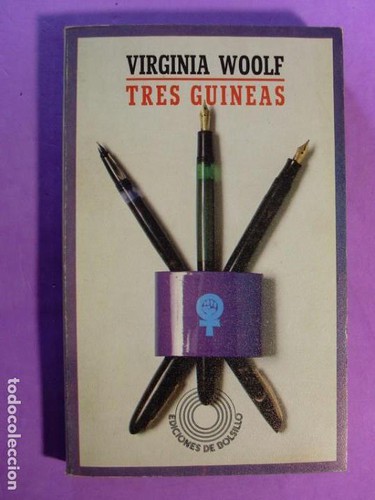 VIRGINIA WOOLF
TRES GUINEAS
EDICIONES DE BOLSILLO
todocoleccion